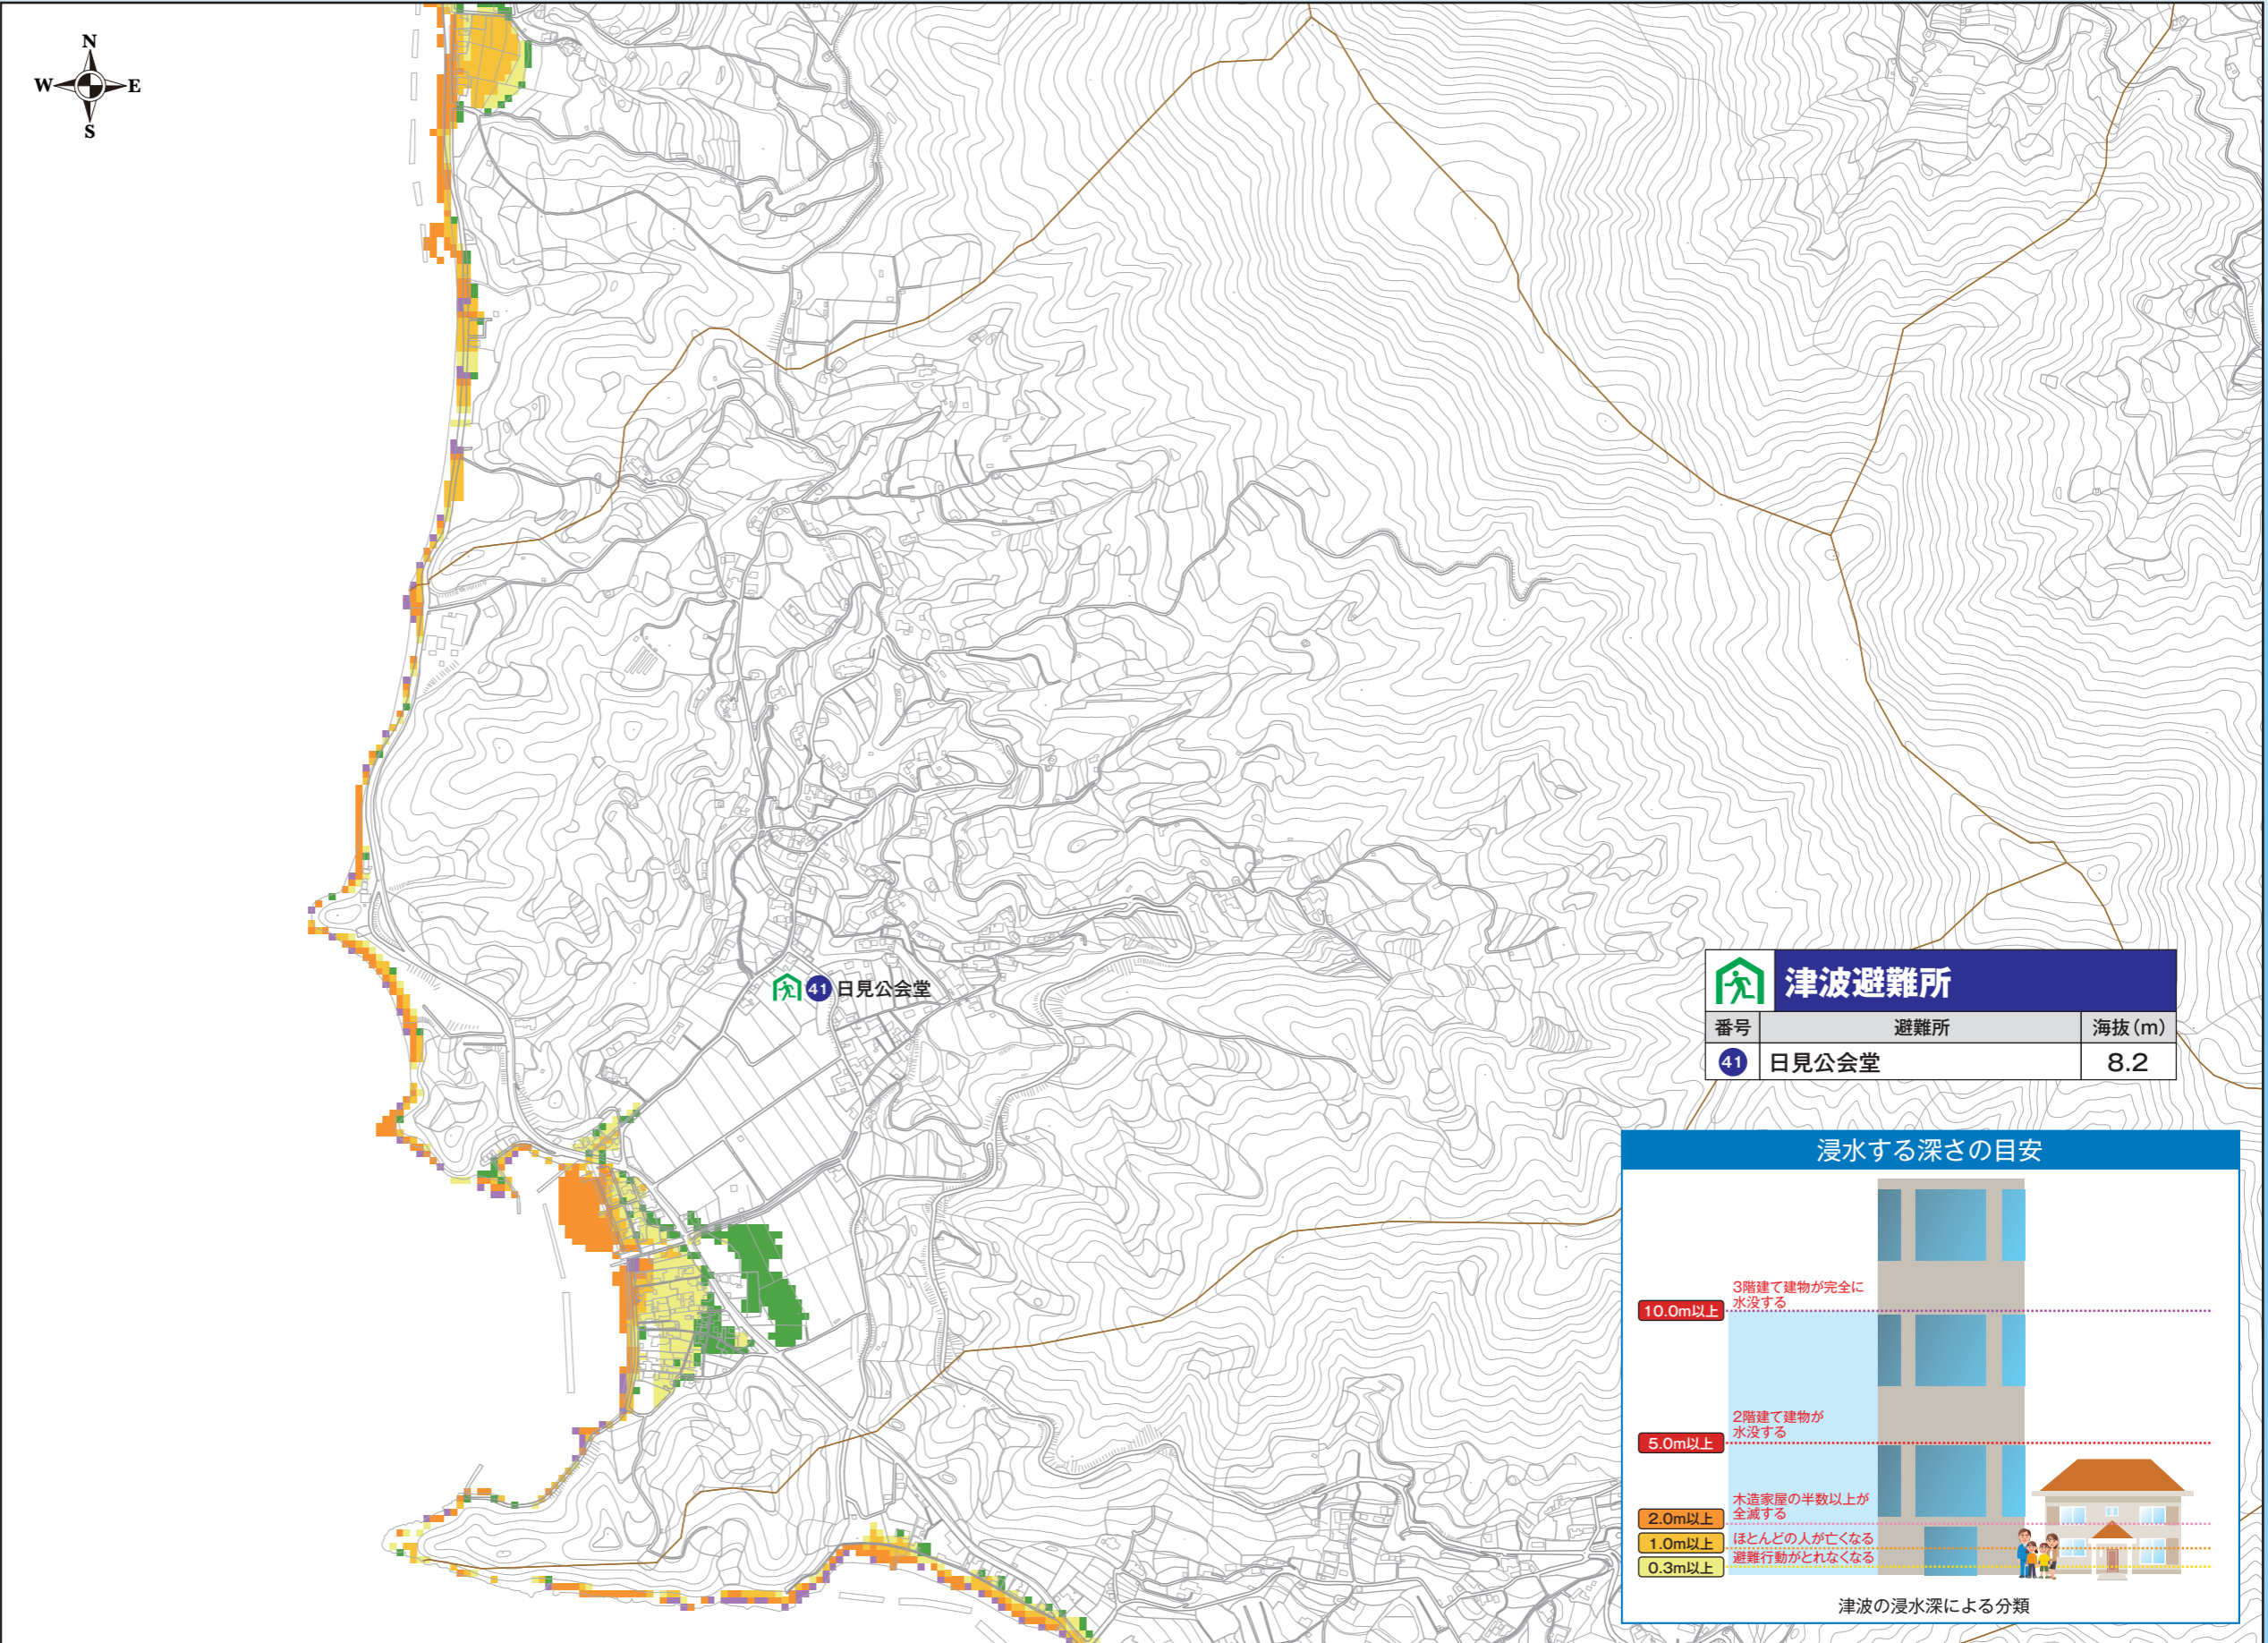 N
W E
S
41 日見公会堂
津波避難所
番号 避難所 海抜(m)
41 日見公会堂 8.2
浸水する深さの目安
3階建て建物が完全に
水没する
10.0m以上
2階建て建物が
水没する
5.0m以上
木造家屋の半数以上が
全滅する
2.0m以上
ほとんどの人が亡くなる
1.0m以上
避難行動がとれなくなる
0.3m以上
津波の浸水深による分類